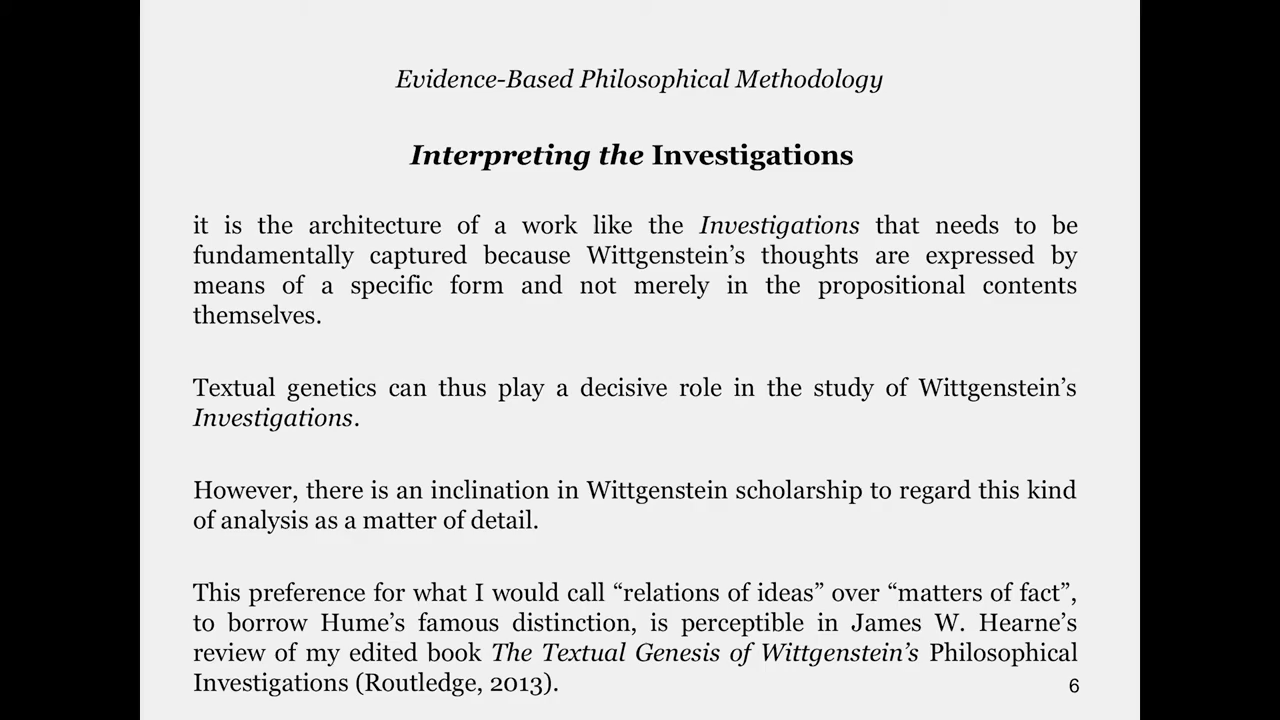 Evidence-Based Philosophical Methodology
Interpreting the Investigations
it is the architecture of a work like the Investigations that needs to be
fundamentally captured because Wittgenstein’s thoughts are expressed by
means of a specific form and not merely in the propositional contents
themselves.
Textual genetics can thus play a decisive role in the study of Wittgenstein’s
Investigations.
However, there is an inclination in Wittgenstein scholarship to regard this kind
of analysis as a matter of detail.
This preference for what I would call “relations of ideas” over “matters of fact”,
to borrow Hume’s famous distinction, is perceptible in James W. Hearne’s
review of my edited book The Textual Genesis of Wittgenstein’s Philosophical
Investigations (Routledge, 2013).
6